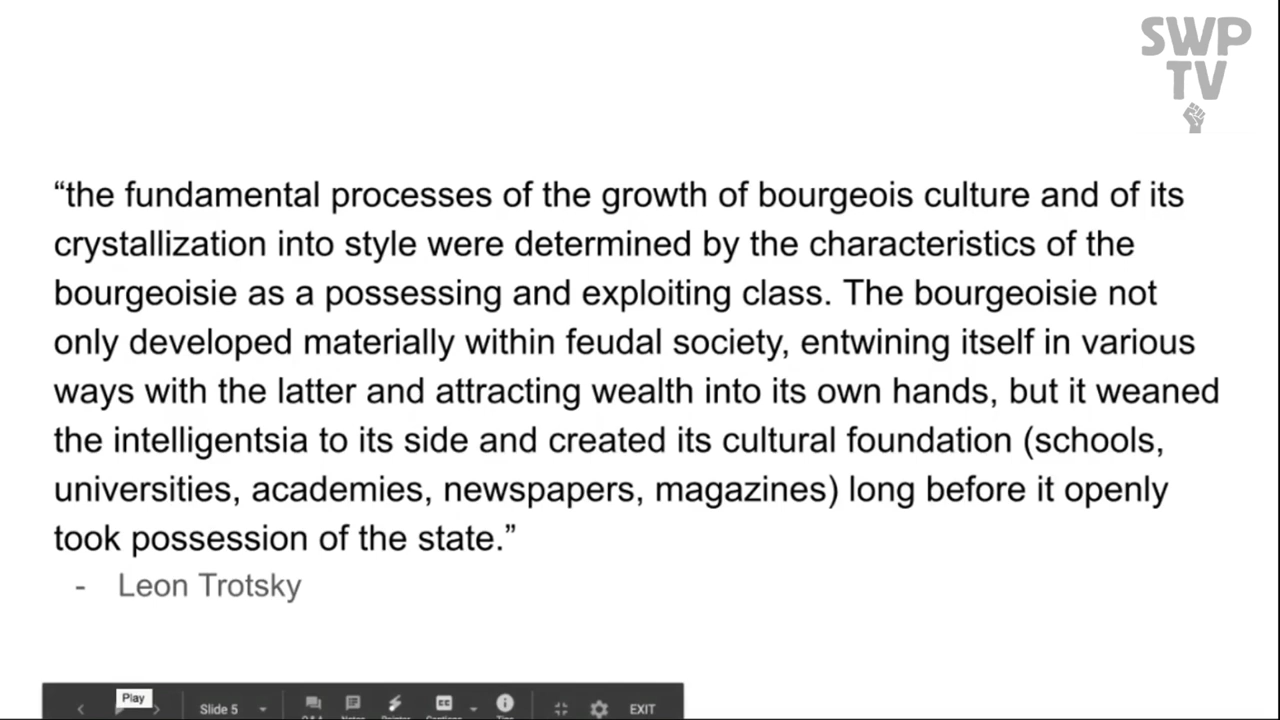 SWP
TV
“the fundamental processes of the growth of bourgeois culture and of its
crystallization into style were determined by the characteristics of the
bourgeoisie as a possessing and exploiting class. The bourgeoisie not
only developed materially within feudal society, entwining itself in various
ways with the latter and attracting wealth into its own hands, but it weaned
the intelligentsia to its side and created its cultural foundation (schools,
universities, academies, newspapers, magazines) long before it openly
took possession of the state.”
- Leon Trotsky
Play
Slide 5
EXIT